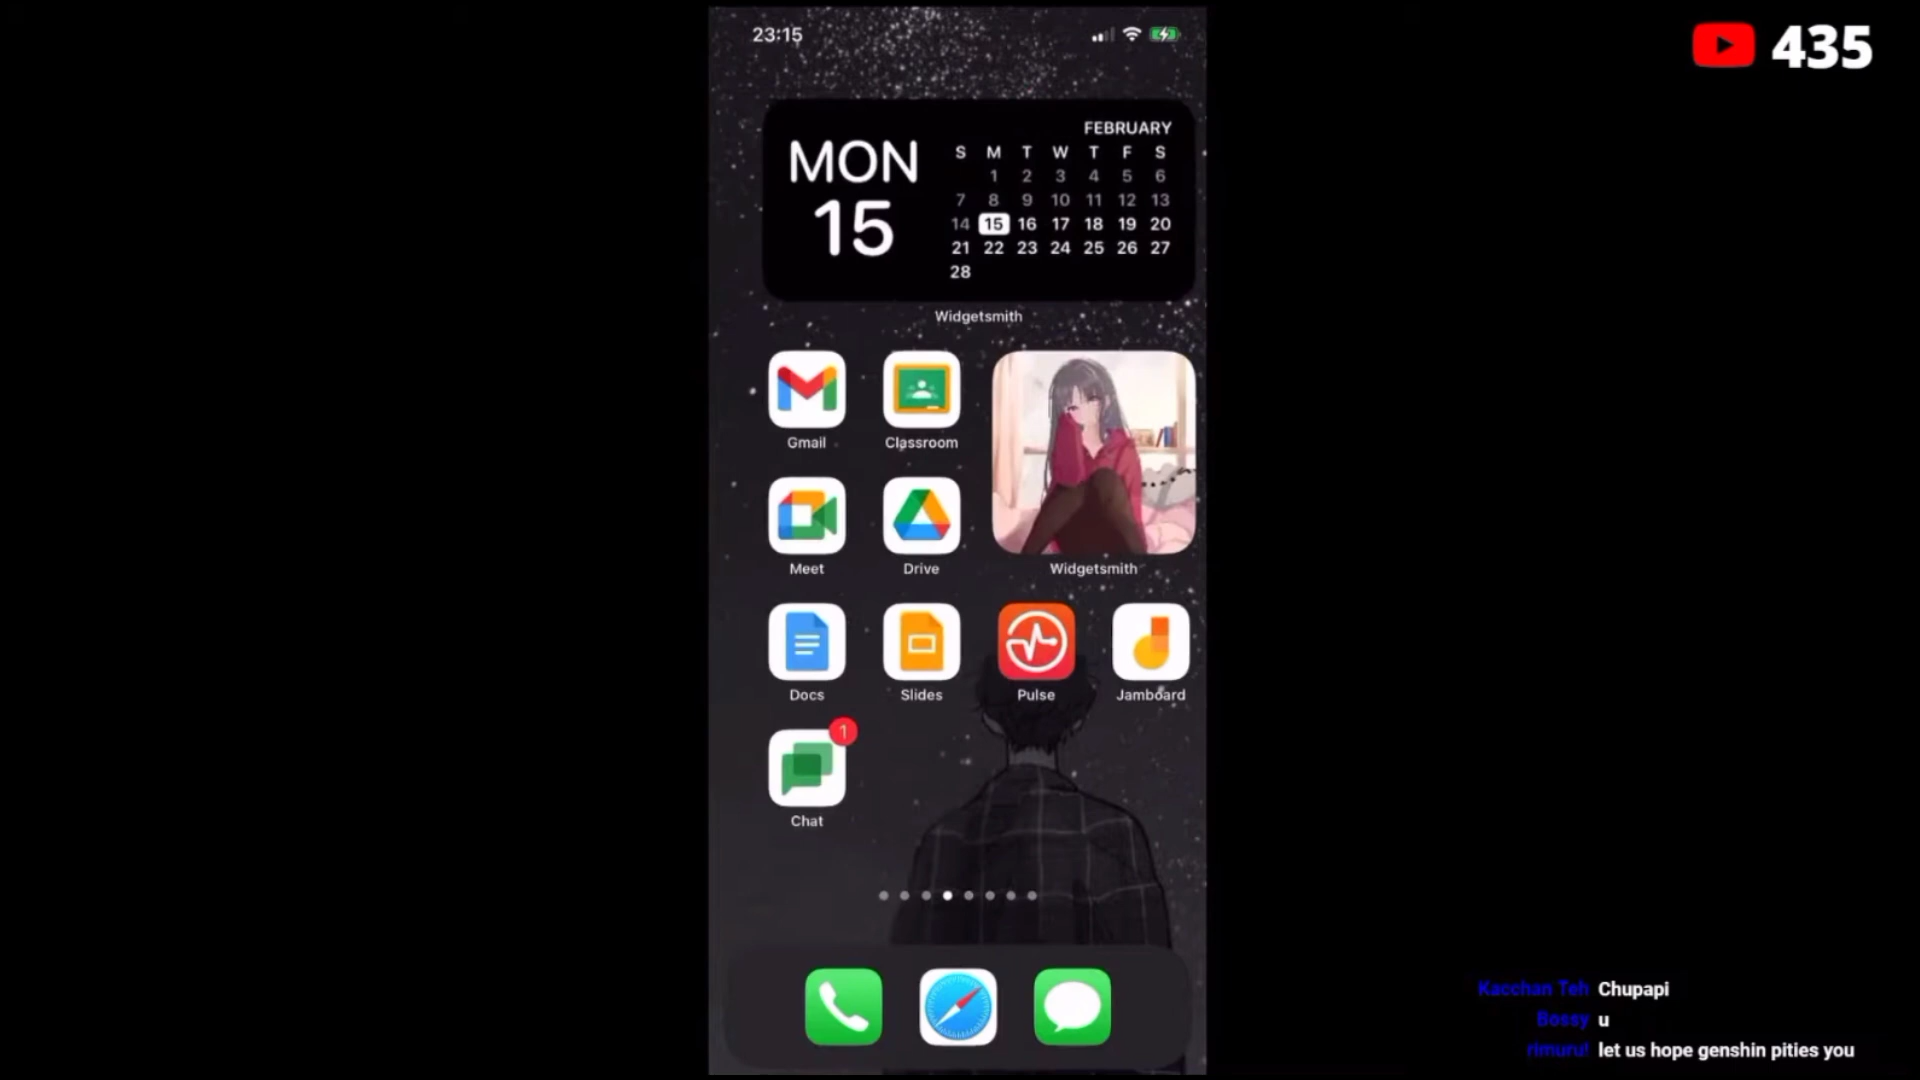 23:15
435
FEBRUARY
MON
15
S M T W T F S
1 2 3 4 5 6
7 8 9 10 11 12 13
14 15 16 17 18 19 20
21 22 23 24 25 26 27
28
Widgetsmith
Gmail
Classroom
Meet
Drive
Widgetsmith
Docs
Slides
Pulse
Jamboard
1
Chat
Kacchan Teh Chupapi
Bossy u
rimuru! let us hope genshin pities you